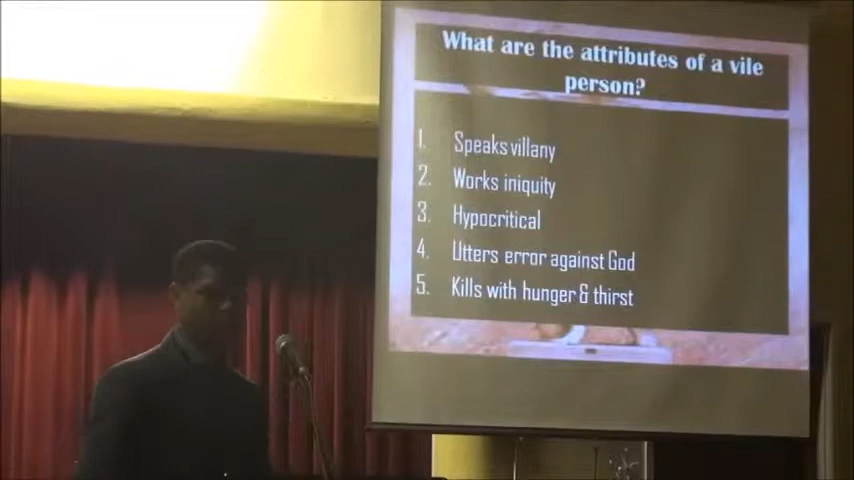 What are the attributes of a vile
person?
1. Speaks villany
2. Works iniquity
3. Hypocritical
4. Utters error against God
5. Kills with hunger & thirst